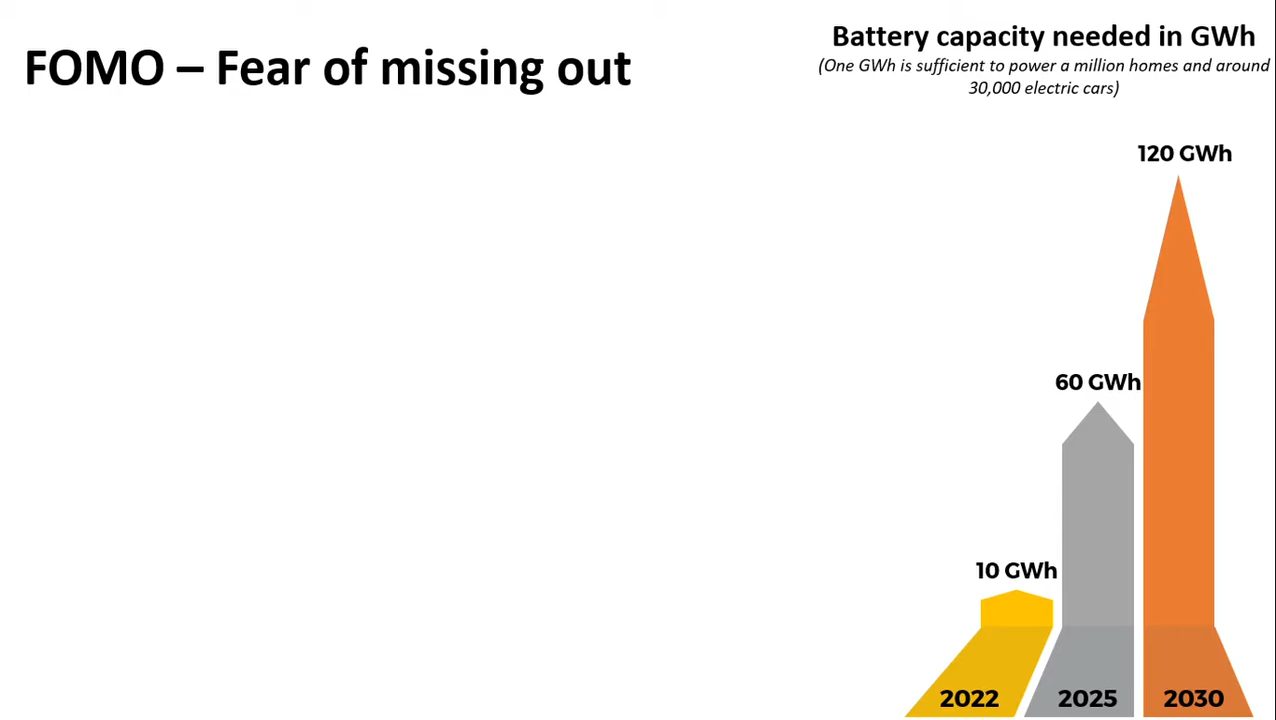 FOMO – Fear of missing out
Battery capacity needed in GWh
(One GWh is sufficient to power a million homes and around
30,000 electric cars)
120 GWh
60 GWh
10 GWh
2022
2025
2030